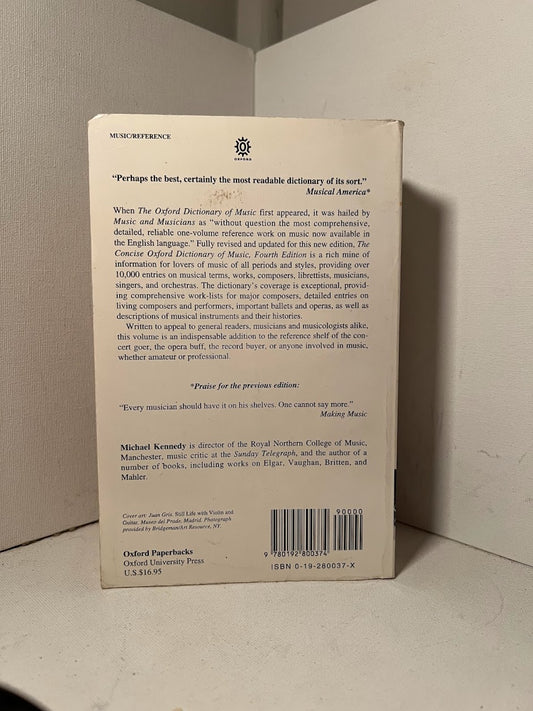 MUSIC/REFERENCE
OXFORD
“Perhaps the best, certainly the most readable dictionary of its sort.”
Musical America*
When The Oxford Dictionary of Music first appeared, it was hailed by
Music and Musicians as “without question the most comprehensive,
detailed, reliable one-volume reference work on music now available in
the English language.” Fully revised and updated for this new edition, The
Concise Oxford Dictionary of Music, Fourth Edition is a rich mine of
information for lovers of music of all periods and styles, providing over
10,000 entries on musical terms, works, composers, librettists, musicians,
singers, and orchestras. The dictionary's coverage is exceptional, provid-
ing comprehensive work-lists for major composers, detailed entries on
living composers and performers, important ballets and operas, as well as
descriptions of musical instruments and their histories.
Written to appeal to general readers, musicians and musicologists alike,
this volume is an indispensable addition to the reference shelf of the con-
cert goer, the opera buff, the record buyer, or anyone involved in music,
whether amateur or professional.
*Praise for the previous edition:
“Every musician should have it on his shelves. One cannot say more.”
Making Music
Michael Kennedy is director of the Royal Northern College of Music,
Manchester, music critic at the Sunday Telegraph, and the author of a
number of books, including works on Elgar, Vaughan, Britten, and
Mahler.
Cover art: Juan Gris, Still Life with Violin and
Guitar, Museo del Prado, Madrid. Photograph
provided by Bridgeman/Art Resource, NY.
Oxford Paperbacks
Oxford University Press
U.S.$16.95
90000
9 780192 800374
ISBN 0-19-280037-X